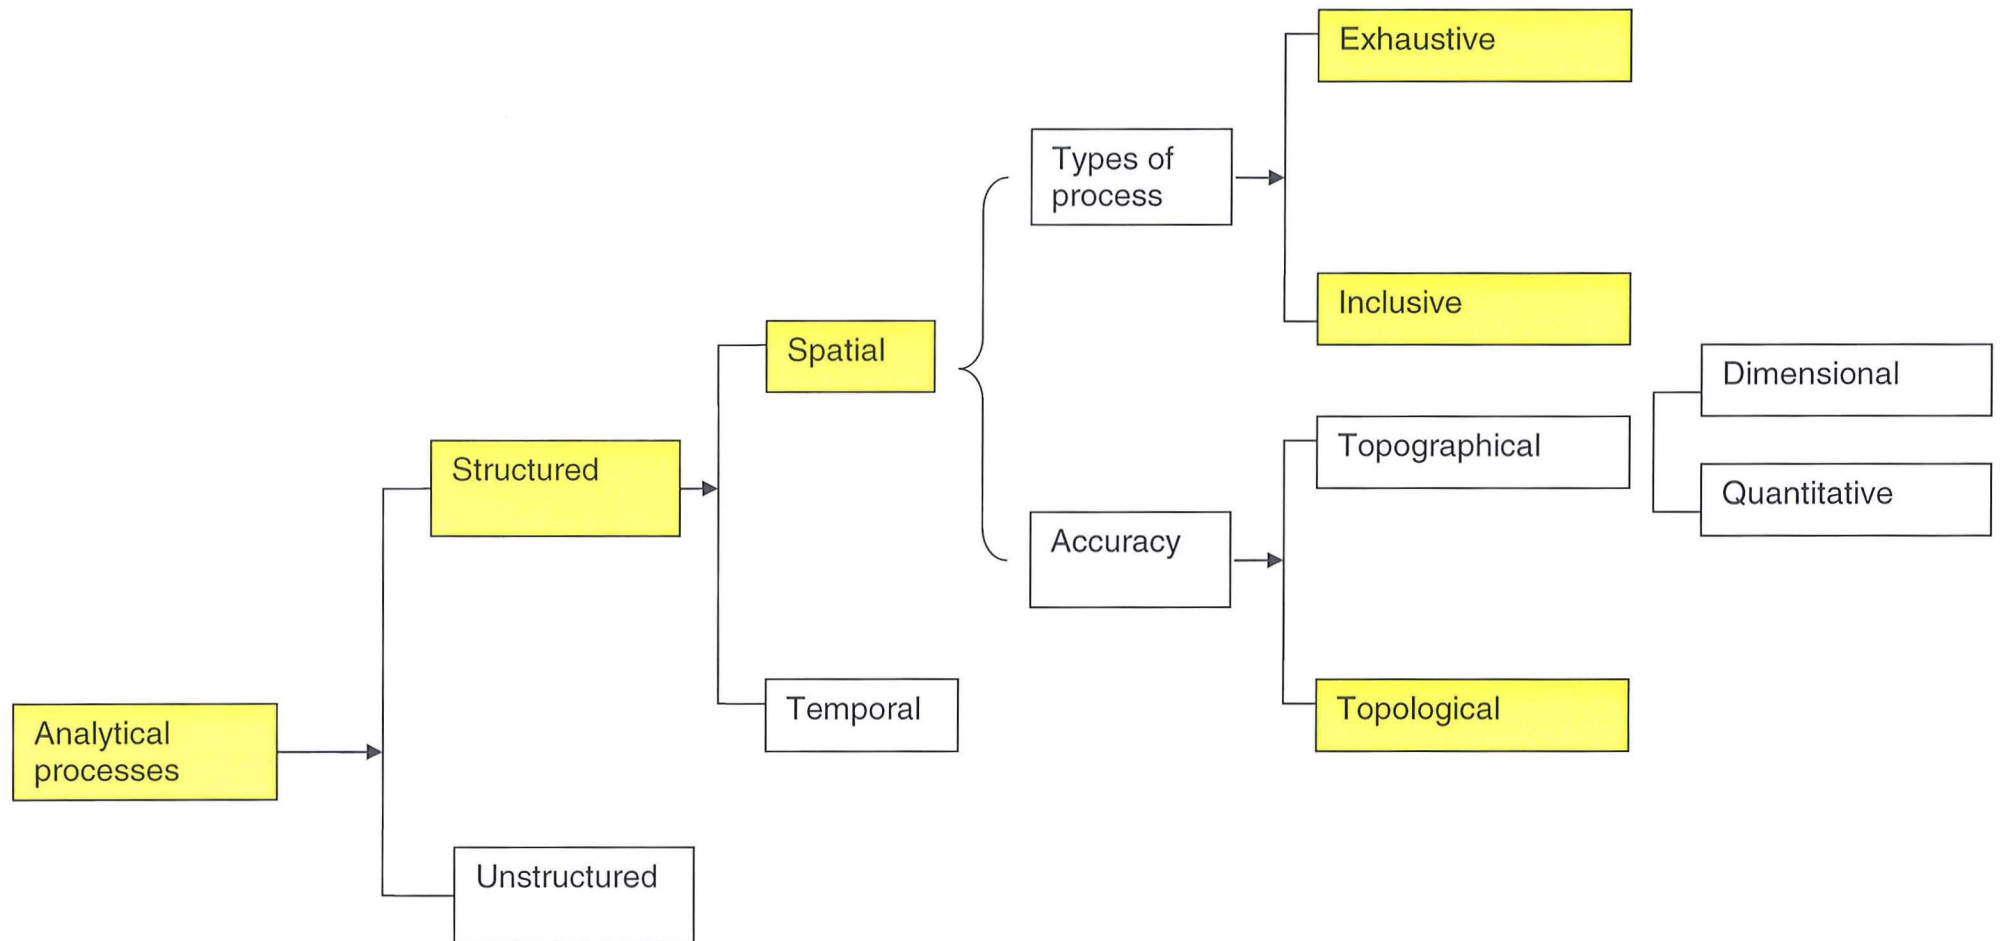 Exhaustive
Types of
process
Inclusive
Spatial
Dimensional
Topographical
Structured
Quantitative
Accuracy
Temporal
Topological
Analytical
processes
Unstructured